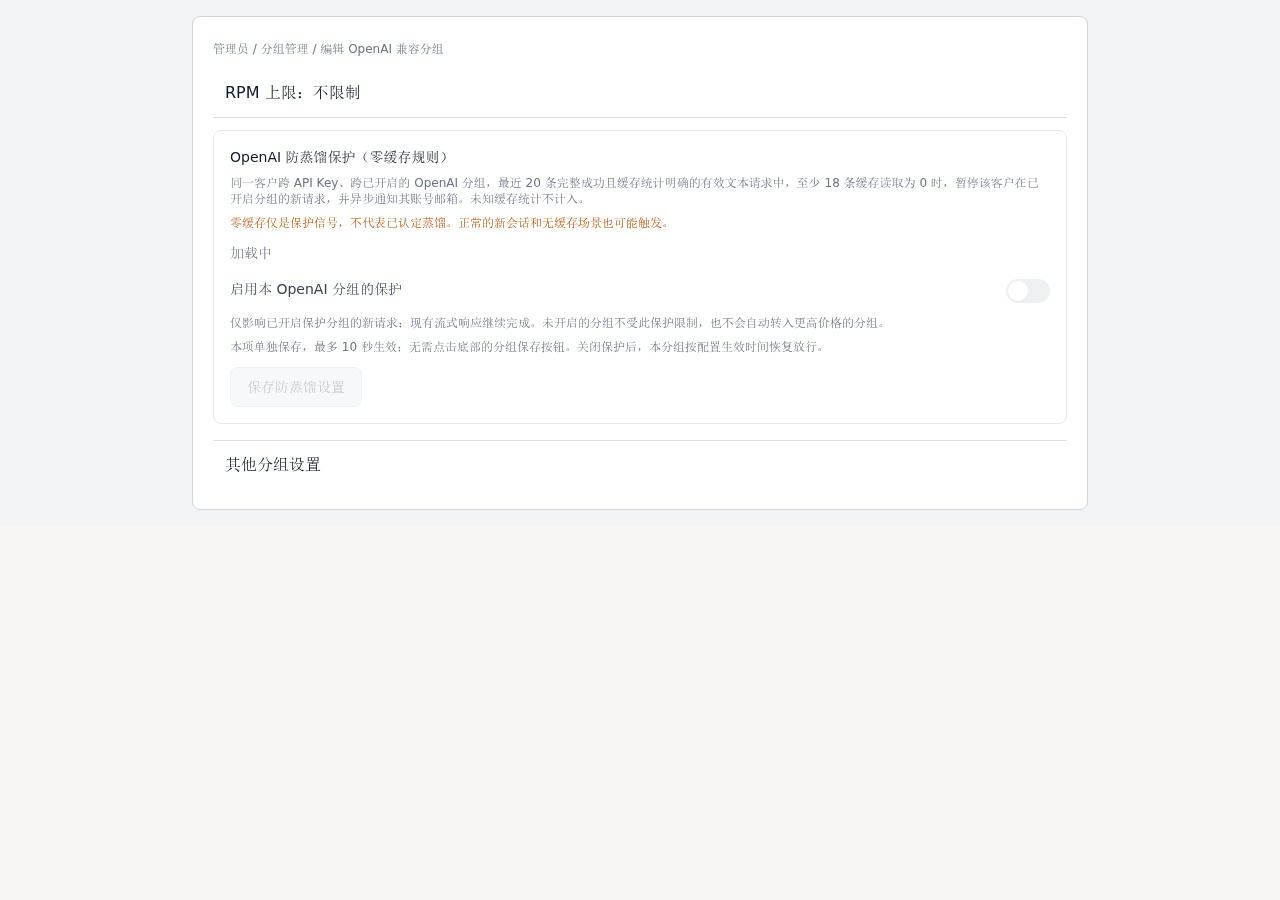 管理员 / 分组管理 / 编辑 OpenAI 兼容分组
RPM 上限：不限制
OpenAI 防蒸馏保护（零缓存规则）
同一客户跨 API Key、跨已开启的 OpenAI 分组，最近 20 条完整成功且缓存统计明确的有效文本请求中，至少 18 条缓存读取为 0 时，暂停该客户在已
开启分组的新请求，并异步通知其账号邮箱。未知缓存统计不计入。
零缓存仅是保护信号，不代表已认定蒸馏。正常的新会话和无缓存场景也可能触发。
加载中
启用本 OpenAI 分组的保护
仅影响已开启保护分组的新请求；现有流式响应继续完成。未开启的分组不受此保护限制，也不会自动转入更高价格的分组。
本项单独保存，最多 10 秒生效；无需点击底部的分组保存按钮。关闭保护后，本分组按配置生效时间恢复放行。
保存防蒸馏设置
其他分组设置